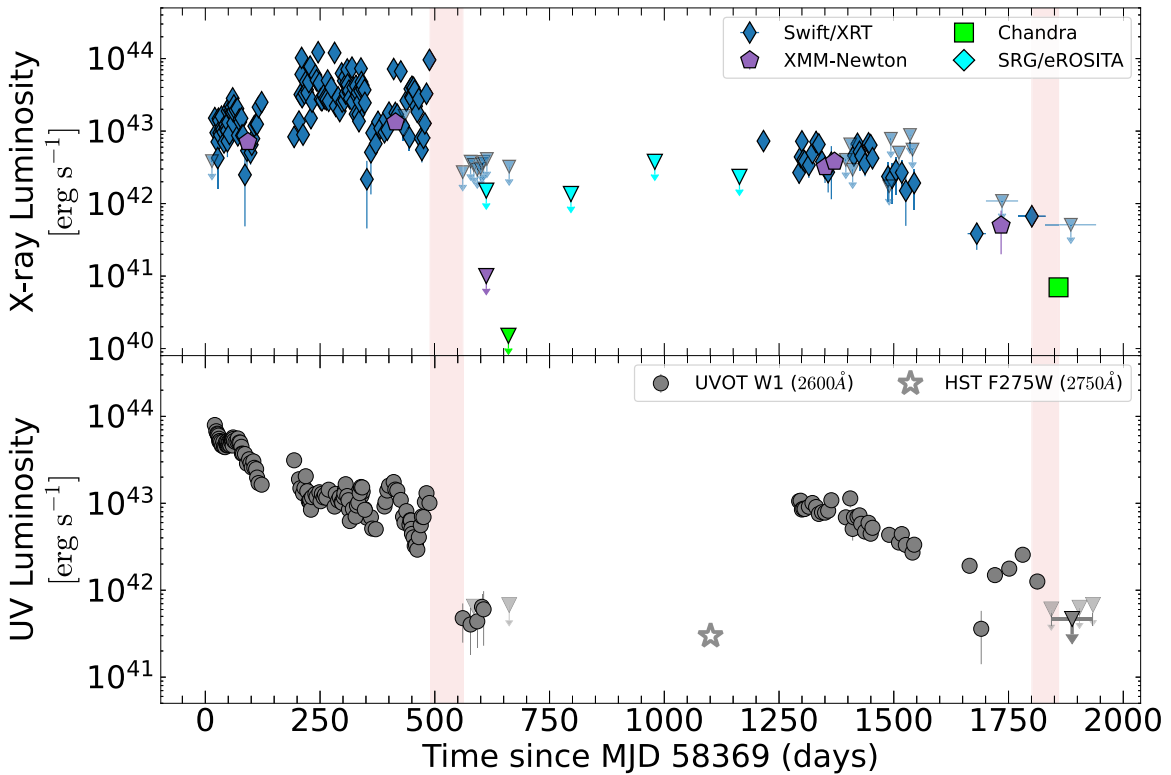 X-ray Luminosity
[erg s⁻¹]
10⁴⁴
10⁴³
10⁴²
10⁴¹
10⁴⁰
Swift/XRT
XMM-Newton
Chandra
SRG/eROSITA
UV Luminosity
[erg s⁻¹]
10⁴⁴
10⁴³
10⁴²
10⁴¹
UVOT W1 (2600Å)
HST F275W (2750Å)
0 250 500 750 1000 1250 1500 1750 2000
Time since MJD 58369 (days)